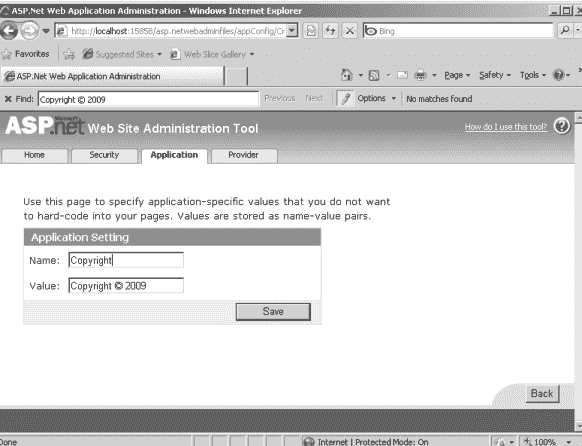 ASP.Net Web Application Administration - Windows Internet Explorer
http://localhost:15858/asp.netwebadminfiles/appConfig/Cr
Bing
Favorites Suggested Sites Web Slice Gallery
ASP.Net Web Application Administration
Page Safety Tools
Find: Copyright © 2009 Previous Next Options No matches found
Microsoft
ASP.net Web Site Administration Tool How do I use this tool? ?
Home Security Application Provider
Use this page to specify application-specific values that you do not want
to hard-code into your pages. Values are stored as name-value pairs.
Application Setting
Name: Copyright
Value: Copyright © 2009
Save
Back
Done Internet | Protected Mode: On 100%